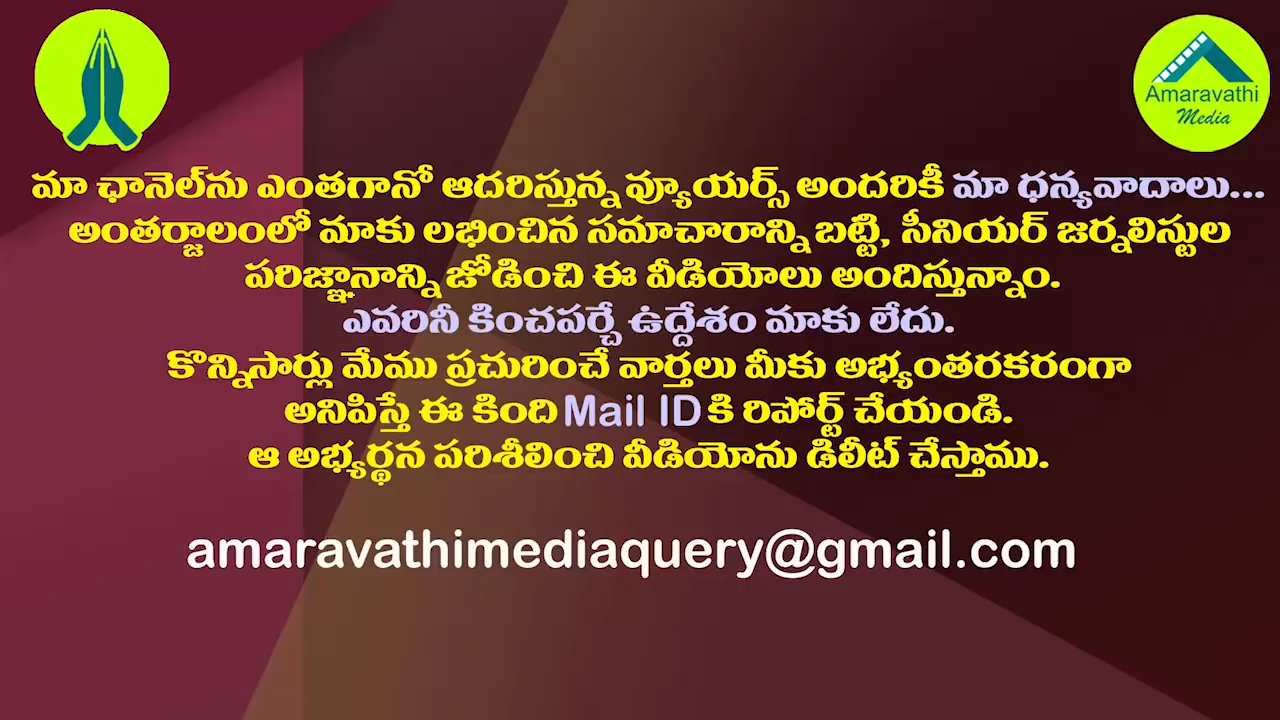 Amaravathi
Media
మా ఛానెల్‌ను ఎంతగానో ఆదరిస్తున్న వ్యూయర్స్ అందరికీ మా ధన్యవాదాలు...
అంతర్జాలంలో మాకు లభించిన సమాచారాన్ని బట్టి, సీనియర్ జర్నలిస్టుల
పరిజ్ఞానాన్ని జోడించి ఈ వీడియోలు అందిస్తున్నాం.
ఎవరినీ కించపర్చే ఉద్దేశం మాకు లేదు.
కొన్నిసార్లు మేము ప్రచురించే వార్తలు మీకు అభ్యంతరకరంగా
అనిపిస్తే ఈ కింది Mail ID కి రిపోర్ట్ చేయండి.
ఆ అభ్యర్థన పరిశీలించి వీడియోను డిలీట్ చేస్తాము.
amaravathimediaquery@gmail.com